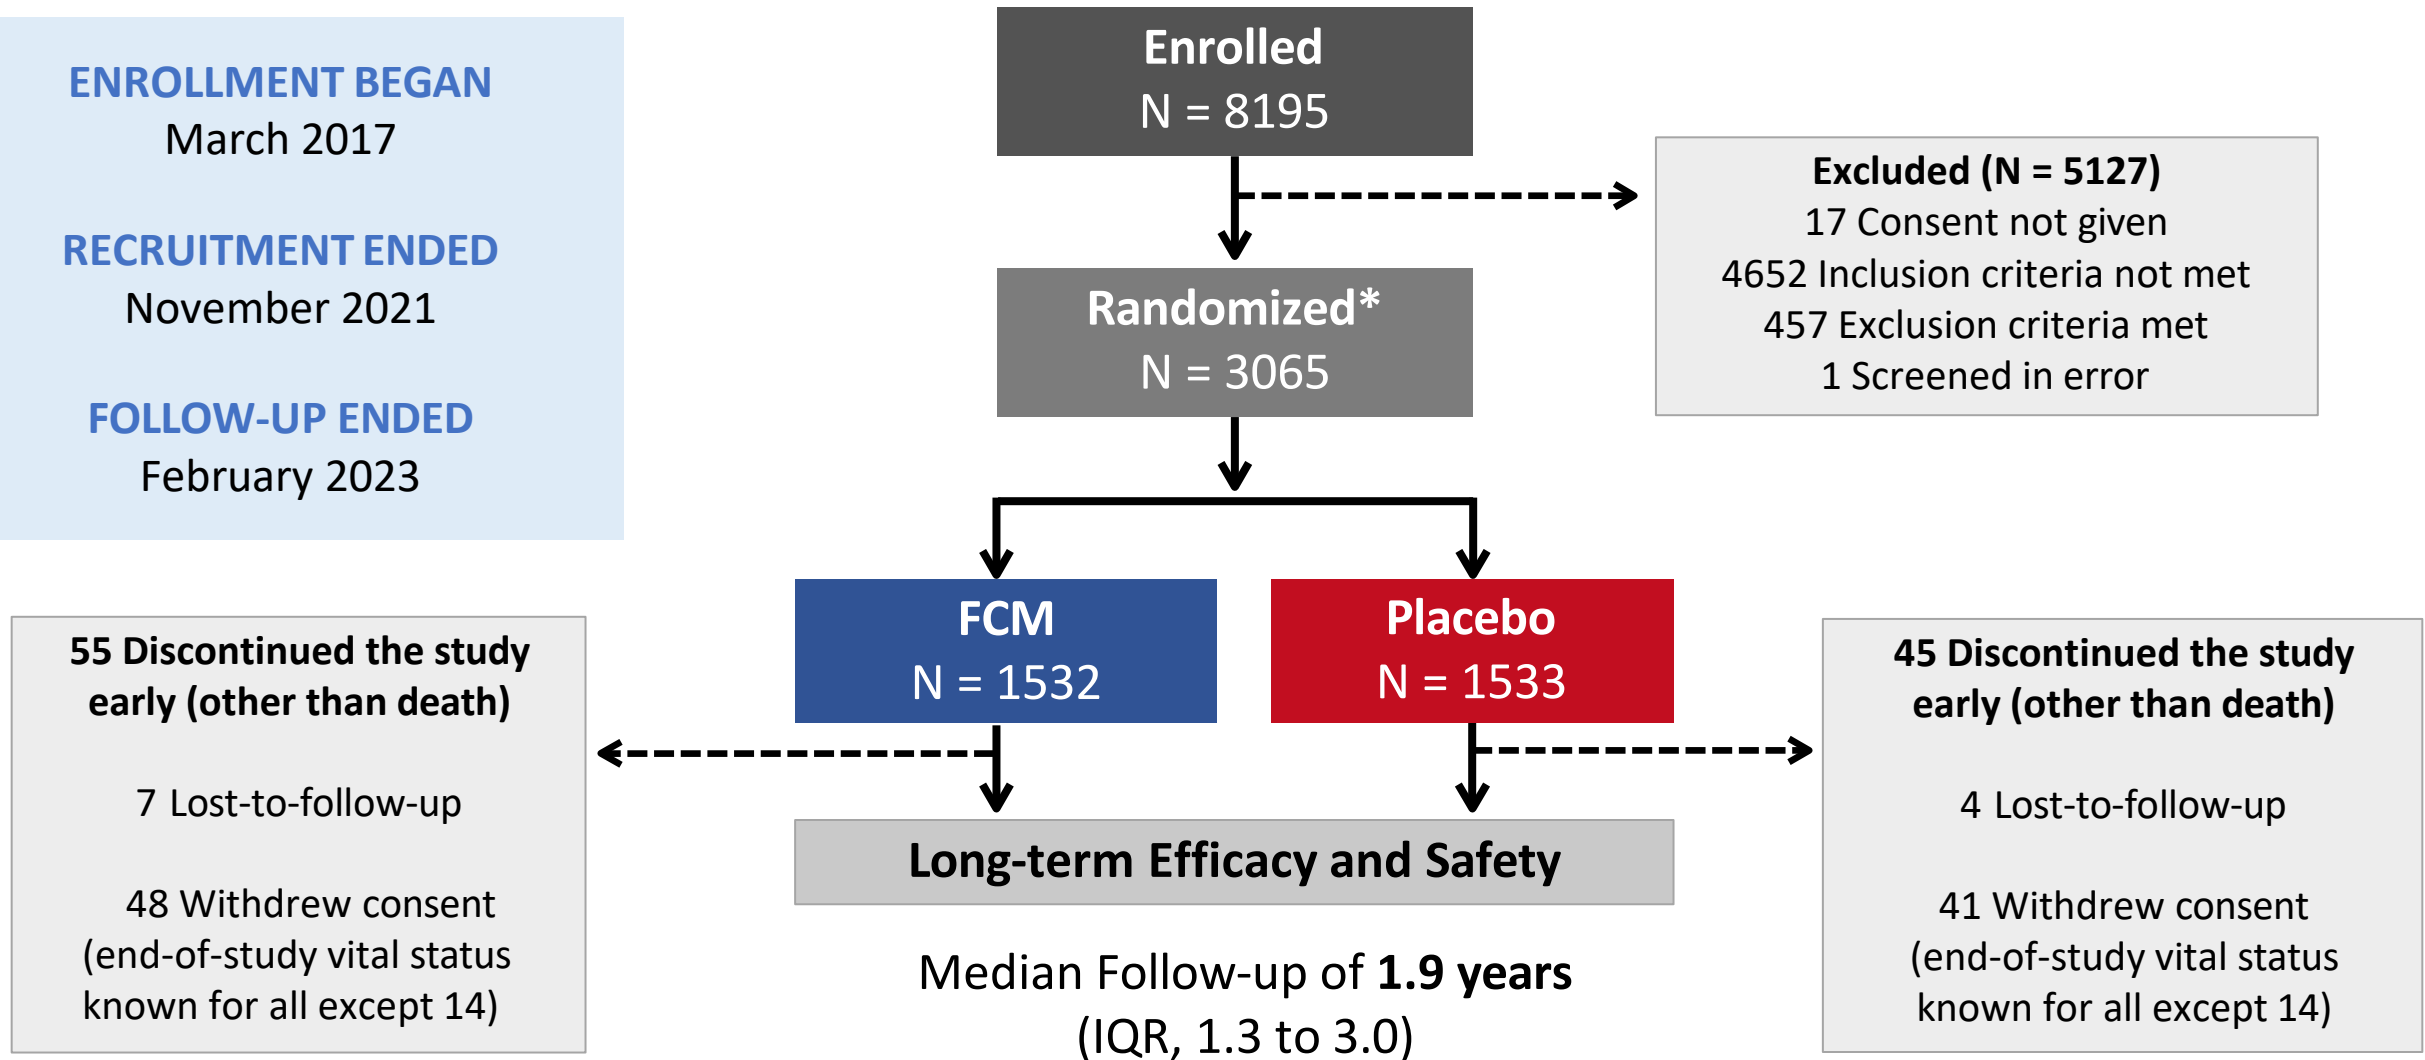 ENROLLMENT BEGAN
March 2017
RECRUITMENT ENDED
November 2021
FOLLOW-UP ENDED
February 2023
Enrolled
N = 8195
Excluded (N = 5127)
17 Consent not given
4652 Inclusion criteria not met
457 Exclusion criteria met
1 Screened in error
Randomized*
N = 3065
FCM
N = 1532
Placebo
N = 1533
55 Discontinued the study
early (other than death)
7 Lost-to-follow-up
48 Withdrew consent
(end-of-study vital status
known for all except 14)
45 Discontinued the study
early (other than death)
4 Lost-to-follow-up
41 Withdrew consent
(end-of-study vital status
known for all except 14)
Long-term Efficacy and Safety
Median Follow-up of 1.9 years
(IQR, 1.3 to 3.0)